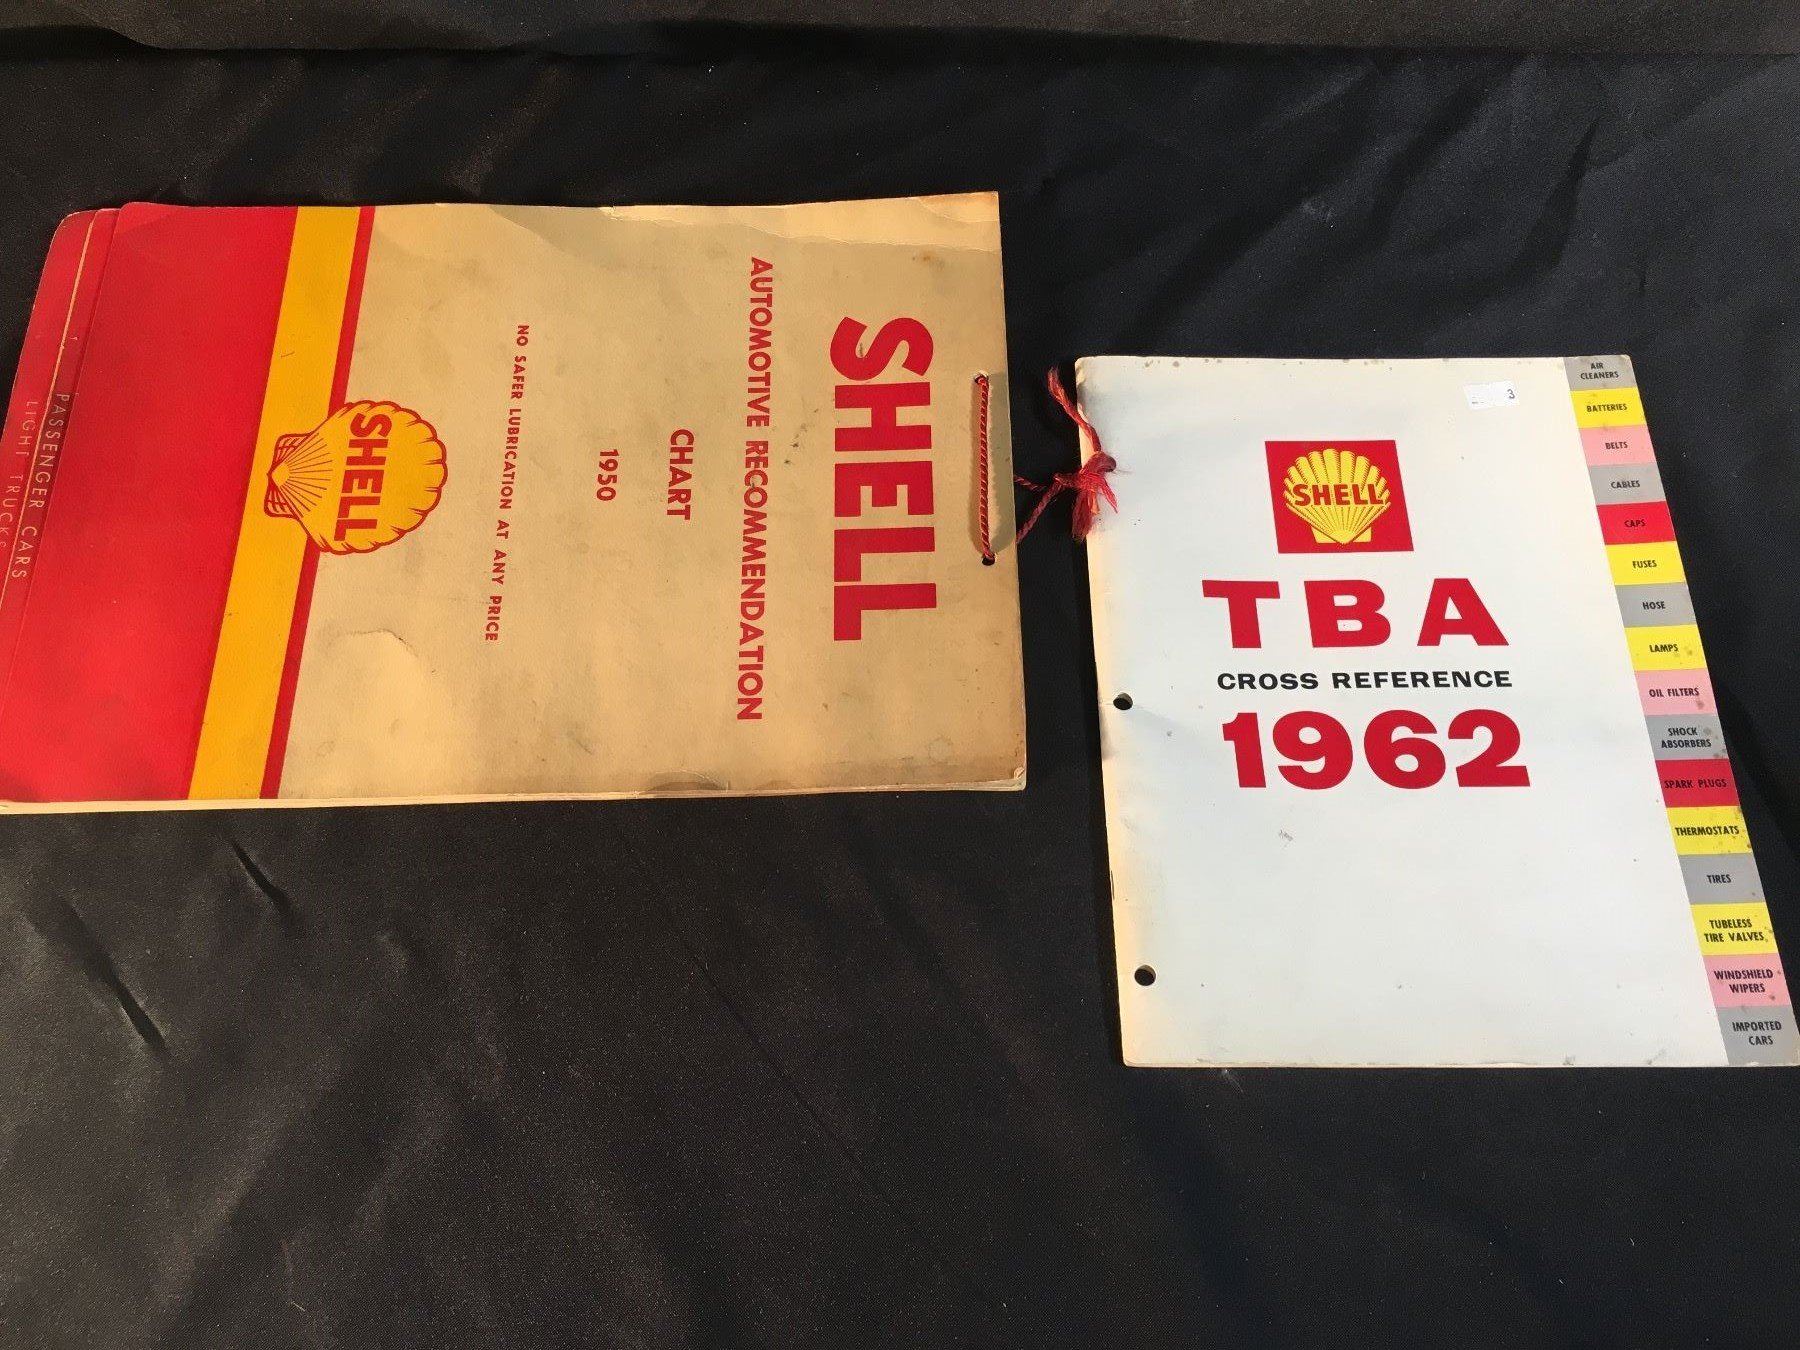 SHELL
AUTOMOTIVE RECOMMENDATION
CHART
1950
NO SAFER LUBRICATION AT ANY PRICE
SHELL
PASSENGER CARS
LIGHT TRUCKS
3
SHELL
TBA
CROSS REFERENCE
1962
AIR
CLEANERS
BATTERIES
BELTS
CABLES
CAPS
FUSES
HOSE
LAMPS
OIL FILTERS
SHOCK
ABSORBERS
SPARK PLUGS
THERMOSTATS
TIRES
TUBELESS
TIRE VALVES
WINDSHIELD
WIPERS
IMPORTED
CARS